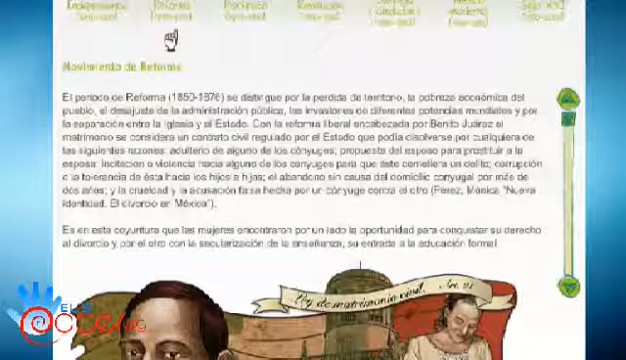 Independencia Reforma Porfiriato Revolución México Siglo XXI
Movimiento de Reforma
El periodo de Reforma (1850-1876) se distingue por la perdida de territorio, la pobreza económica del
pueblo, el desajuste de la administración pública, las invasiones de diferentes potencias mundiales y por
la separación entre la Iglesia y el Estado. Con la reforma liberal encabezada por Benito Juárez el
matrimonio se considera un contrato civil regulado por el Estado que podía disolverse por cualquiera de
las siguientes razones: adulterio de alguno de los cónyuges; propuesta del esposo para prostituir a la
esposa; incitación o violencia hacia alguno de los conyuges para que éste cometiera un delito; corrupción
o la tolerancia de ésta hacia los hijos e hijas; el abandono sin causa del domicilio conyugal por más de
dos años; y la crueldad y la acusación falsa hecha por un cónyuge contra el otro (Pérez, Mónica "Nueva
Identidad. El divorcio en México").
Es en esta coyuntura que las mujeres encontraron por un lado la oportunidad para conquistar su derecho
al divorcio y por el otro con la secularización de la enseñanza, su entrada a la educación formal
Ley de matrimonio civil.